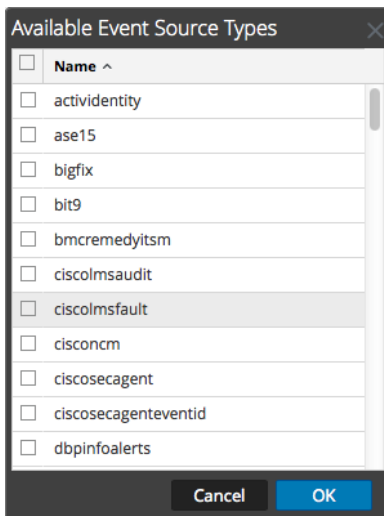 Available Event Source Types
Name
actividentity
ase15
bigfix
bit9
bmcremedyitsm
ciscolmsaudit
ciscolmsfault
cisconcm
ciscosecagent
ciscosecagenteventid
dbpinfoalerts
Cancel OK